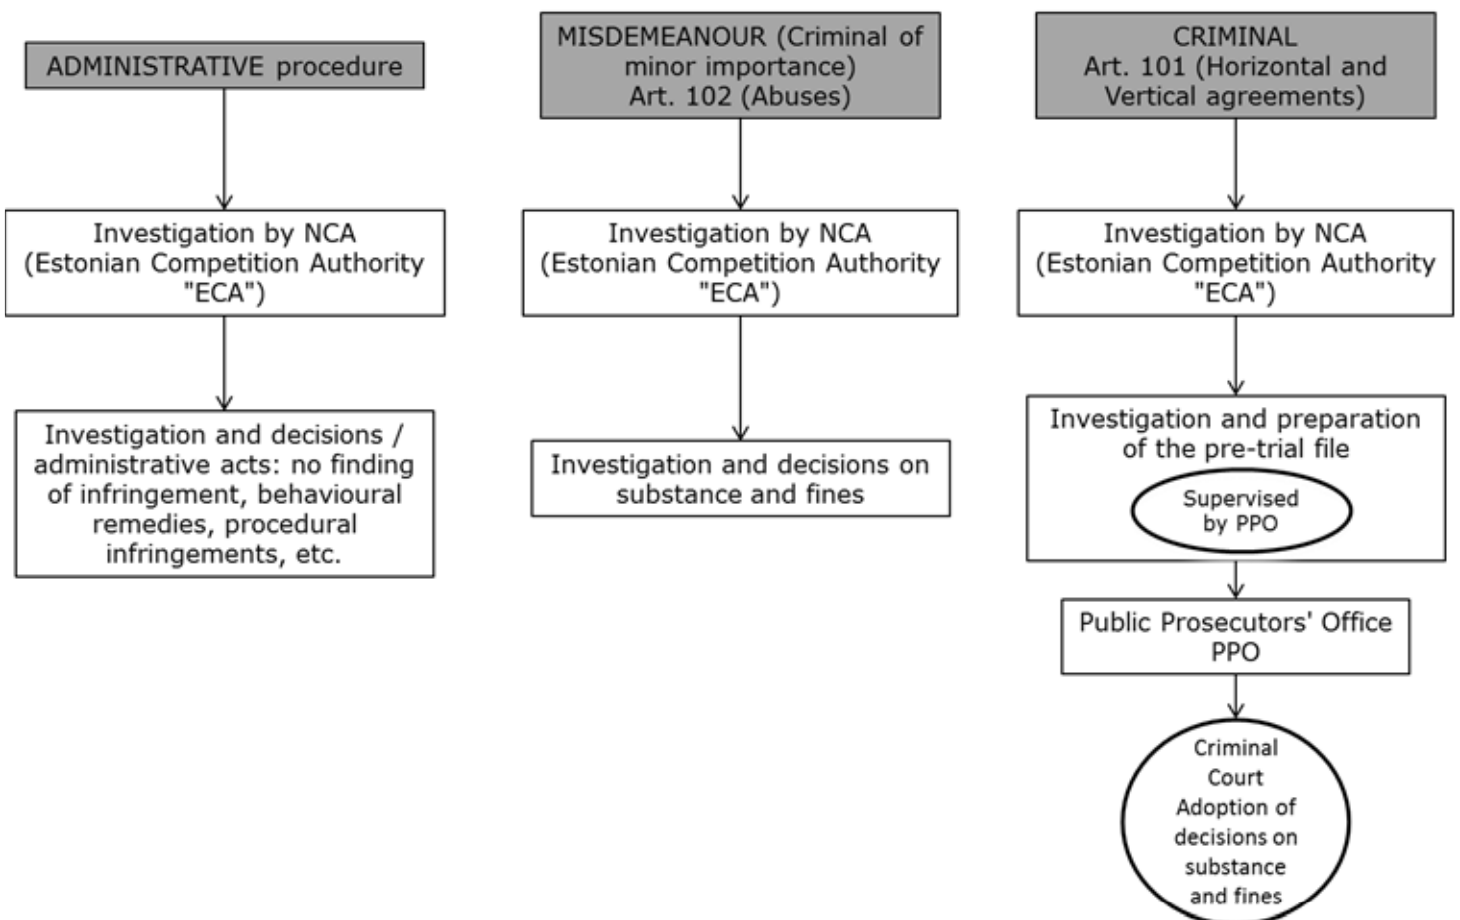 ADMINISTRATIVE procedure
Investigation by NCA
(Estonian Competition Authority
"ECA")
Investigation and decisions /
administrative acts: no finding
of infringement, behavioural
remedies, procedural
infringements, etc.
MISDEMEANOUR (Criminal of
minor importance)
Art. 102 (Abuses)
Investigation by NCA
(Estonian Competition Authority
"ECA")
Investigation and decisions on
substance and fines
CRIMINAL
Art. 101 (Horizontal and
Vertical agreements)
Investigation by NCA
(Estonian Competition Authority
"ECA")
Investigation and preparation
of the pre-trial file
Supervised
by PPO
Public Prosecutors' Office
PPO
Criminal
Court
Adoption of
decisions on
substance
and fines